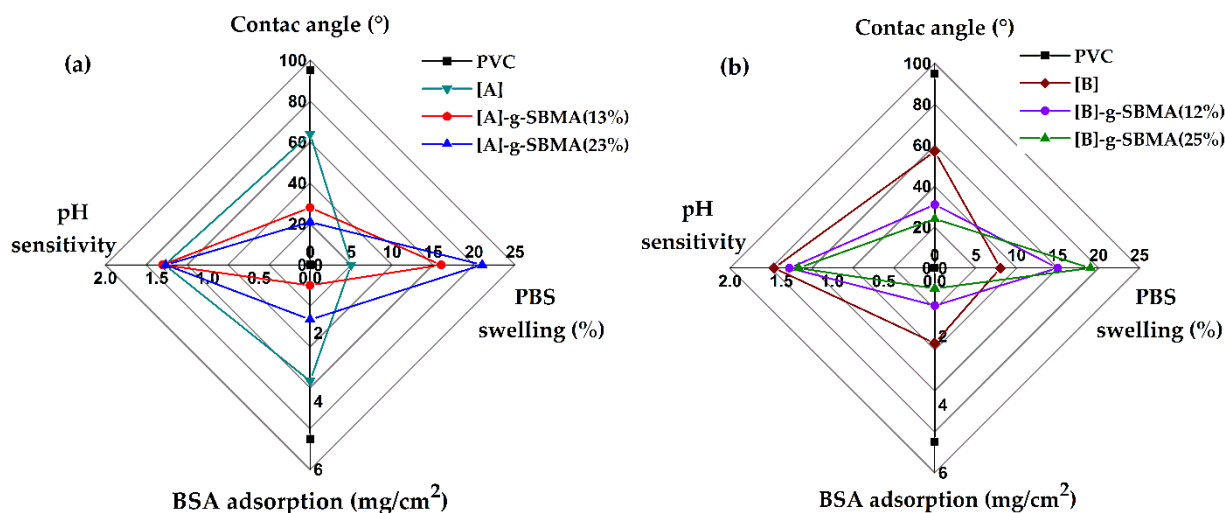 Contac angle (°)
(a)
PVC
[A]
[A]-g-SBMA(13%)
[A]-g-SBMA(23%)
100
80
60
40
20
0
pH
sensitivity
2.0
1.5
1.0
0.5
0.0
0
5
10
15
20
25
PBS
swelling (%)
0
2
4
6
BSA adsorption (mg/cm²)
Contac angle (°)
(b)
PVC
[B]
[B]-g-SBMA(12%)
[B]-g-SBMA(25%)
100
80
60
40
20
0
pH
sensitivity
2.0
1.5
1.0
0.5
0.0
0
5
10
15
20
25
PBS
swelling (%)
0
2
4
6
BSA adsorption (mg/cm²)